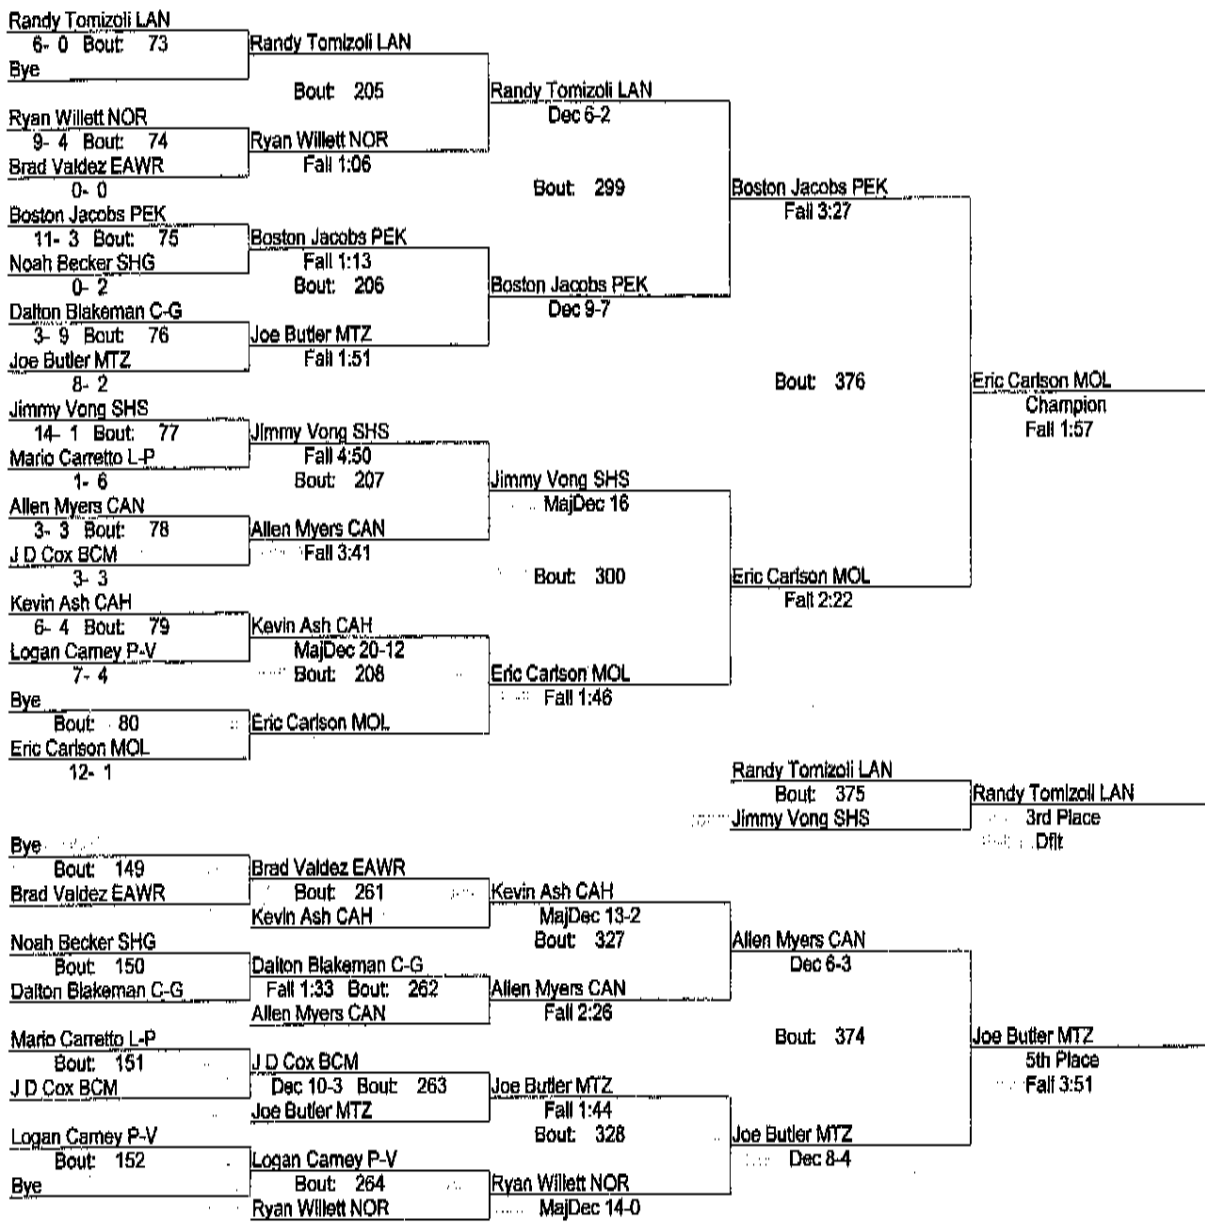 Randy Tomizoli LAN
6- 0 Bout: 73
Bye
Randy Tomizoli LAN
Bout: 205
Ryan Willett NOR
9- 4 Bout: 74
Brad Valdez EAWR
0- 0
Ryan Willett NOR
Fall 1:06
Randy Tomizoli LAN
Dec 6-2
Bout: 299
Boston Jacobs PEK
11- 3 Bout: 75
Noah Becker SHG
0- 2
Boston Jacobs PEK
Fall 1:13
Bout: 206
Dalton Blakeman C-G
3- 9 Bout: 76
Joe Butler MTZ
8- 2
Joe Butler MTZ
Fall 1:51
Boston Jacobs PEK
Dec 9-7
Boston Jacobs PEK
Fall 3:27
Bout: 376
Eric Carlson MOL
Champion
Fall 1:57
Jimmy Vong SHS
14- 1 Bout: 77
Mario Carretto L-P
1- 6
Jimmy Vong SHS
Fall 4:50
Bout: 207
Allen Myers CAN
3- 3 Bout: 78
J D Cox BCM
3- 3
Allen Myers CAN
Fall 3:41
Jimmy Vong SHS
MajDec 16
Bout: 300
Eric Carlson MOL
Fall 2:22
Kevin Ash CAH
6- 4 Bout: 79
Logan Carney P-V
7- 4
Kevin Ash CAH
MajDec 20-12
Bout: 208
Bye
Bout: 80
Eric Carlson MOL
12- 1
Eric Carlson MOL
Eric Carlson MOL
Fall 1:46
Randy Tomizoli LAN
Bout: 375
Jimmy Vong SHS
Randy Tomizoli LAN
3rd Place
Dflt
Bye
Bout: 149
Brad Valdez EAWR
Brad Valdez EAWR
Bout: 261
Kevin Ash CAH
Kevin Ash CAH
MajDec 13-2
Bout: 327
Noah Becker SHG
Bout: 150
Dalton Blakeman C-G
Dalton Blakeman C-G
Fall 1:33 Bout: 262
Allen Myers CAN
Allen Myers CAN
Fall 2:26
Allen Myers CAN
Dec 6-3
Bout: 374
Joe Butler MTZ
5th Place
Fall 3:51
Mario Carretto L-P
Bout: 151
J D Cox BCM
J D Cox BCM
Dec 10-3 Bout: 263
Joe Butler MTZ
Joe Butler MTZ
Fall 1:44
Bout: 328
Logan Carney P-V
Bout: 152
Bye
Logan Carney P-V
Bout: 264
Ryan Willett NOR
Ryan Willett NOR
MajDec 14-0
Joe Butler MTZ
Dec 8-4